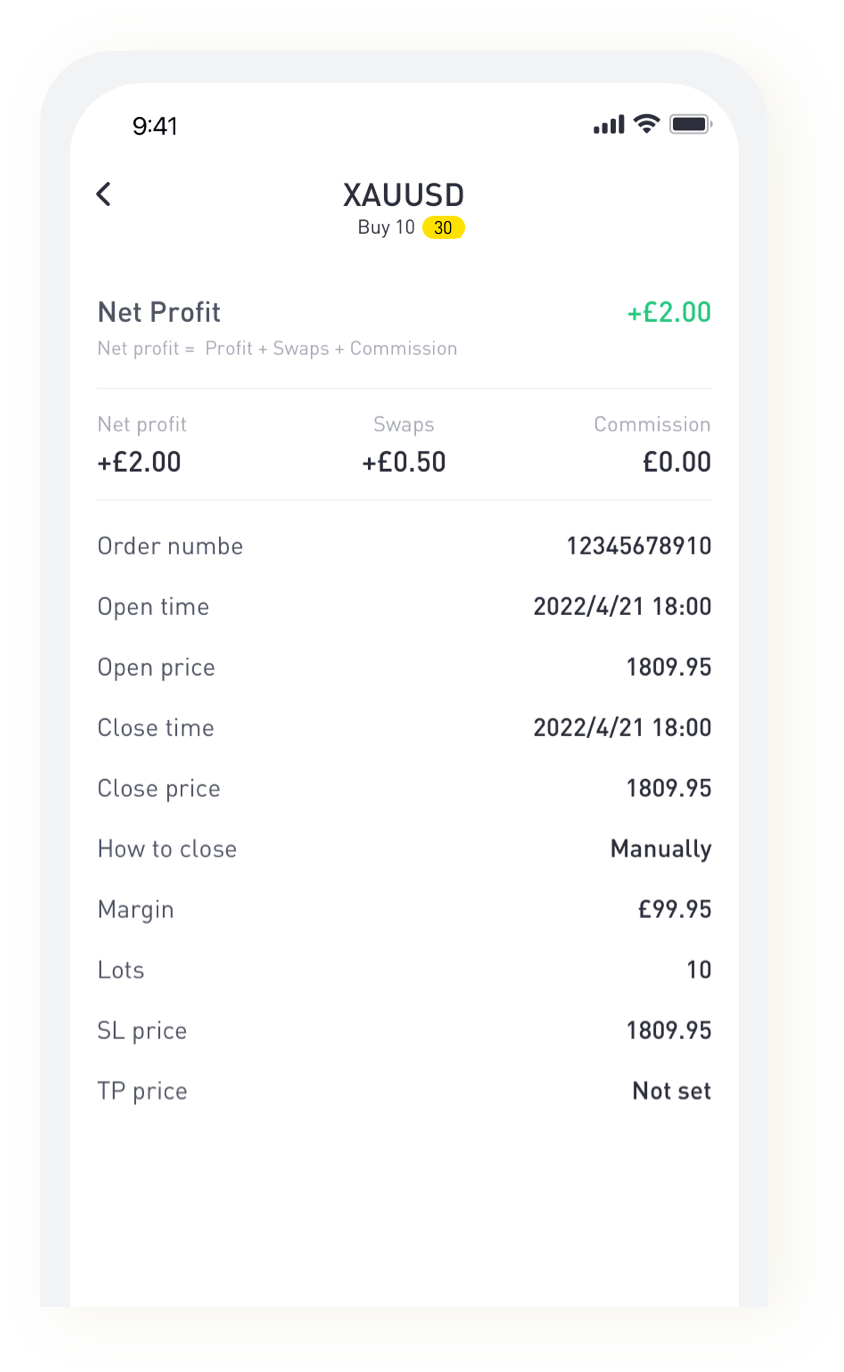 9:41
XAUUSD
Buy 10 30
Net Profit +£2.00
Net profit = Profit + Swaps + Commission
Net profit Swaps Commission
+£2.00 +£0.50 £0.00
Order numbe 12345678910
Open time 2022/4/21 18:00
Open price 1809.95
Close time 2022/4/21 18:00
Close price 1809.95
How to close Manually
Margin £99.95
Lots 10
SL price 1809.95
TP price Not set